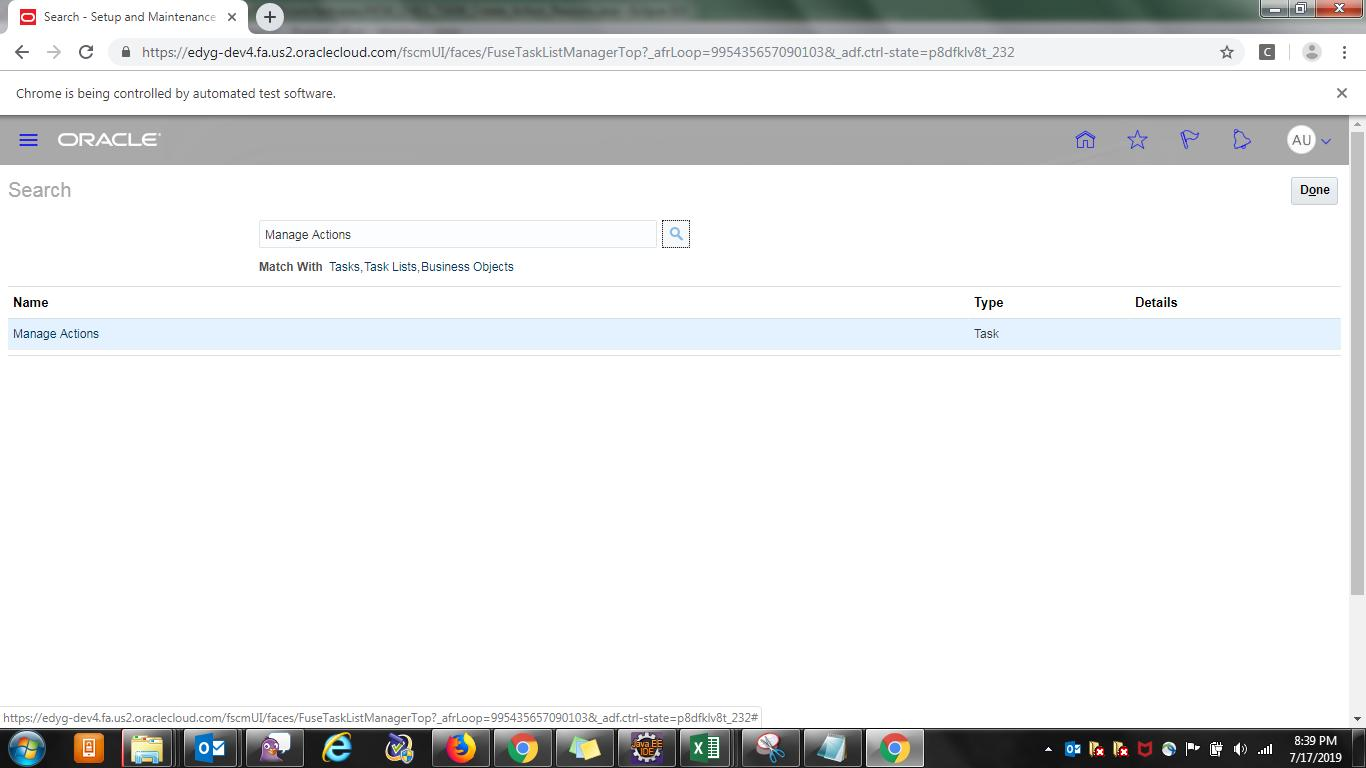 Search - Setup and Maintenance
https://edyg-dev4.fa.us2.oraclecloud.com/fscmUI/faces/FuseTaskListManagerTop?_afrLoop=995435657090103&_adf.ctrl-state=p8dfklv8t_232
C
Chrome is being controlled by automated test software.
ORACLE
AU
Search
Done
Manage Actions
Match With Tasks, Task Lists, Business Objects
Name Type Details
Manage Actions Task
https://edyg-dev4.fa.us2.oraclecloud.com/fscmUI/faces/FuseTaskListManagerTop?_afrLoop=995435657090103&_adf.ctrl-state=p8dfklv8t_232#
Java EE
IDE
8:39 PM
7/17/2019